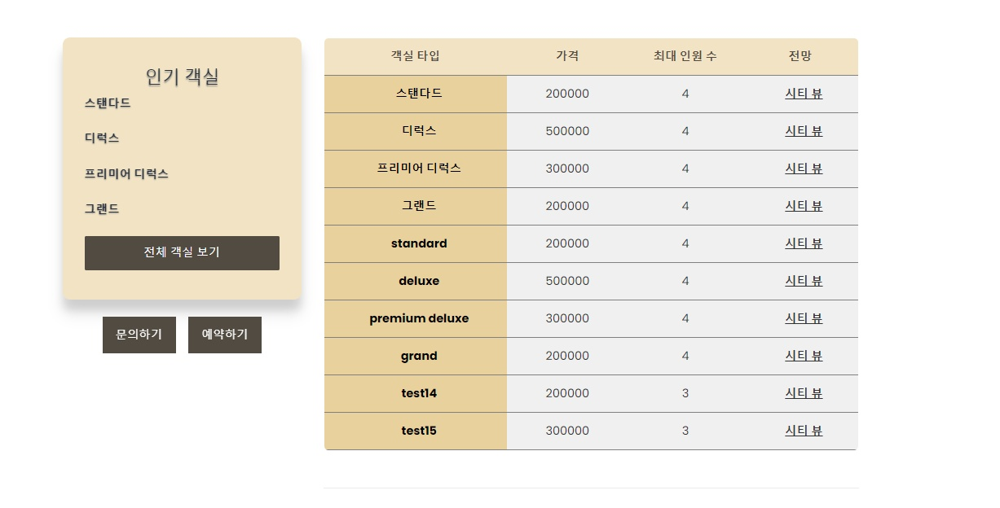 인기 객실
스탠다드
디럭스
프리미어 디럭스
그랜드
전체 객실 보기
문의하기 예약하기
객실 타입 가격 최대 인원 수 전망
스탠다드 200000 4 시티 뷰
디럭스 500000 4 시티 뷰
프리미어 디럭스 300000 4 시티 뷰
그랜드 200000 4 시티 뷰
standard 200000 4 시티 뷰
deluxe 500000 4 시티 뷰
premium deluxe 300000 4 시티 뷰
grand 200000 4 시티 뷰
test14 200000 3 시티 뷰
test15 300000 3 시티 뷰